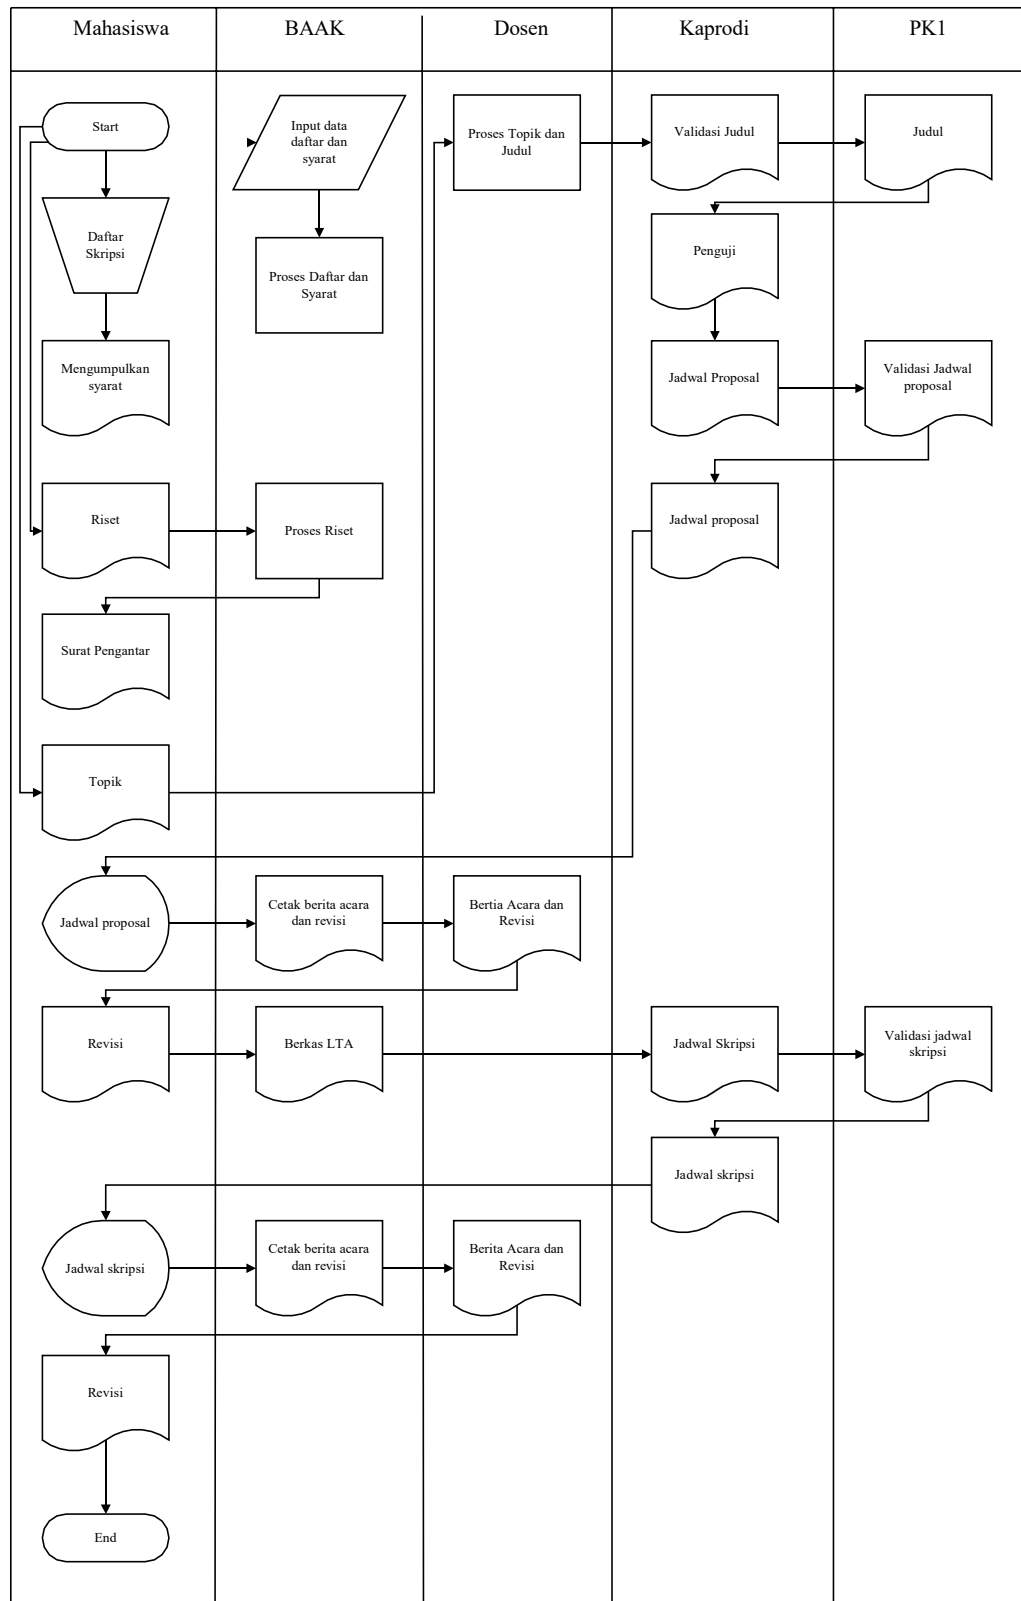 Mahasiswa
BAAK
Dosen
Kaprodi
PK1
Start
Input data
daftar dan
syarat
Proses Topik dan
Judul
Validasi Judul
Judul
Daftar
Skripsi
Proses Daftar dan
Syarat
Penguji
Mengumpulkan
syarat
Jadwal Proposal
Validasi Jadwal
proposal
Riset
Proses Riset
Jadwal proposal
Surat Pengantar
Topik
Jadwal proposal
Cetak berita acara
dan revisi
Bertia Acara dan
Revisi
Revisi
Berkas LTA
Jadwal Skripsi
Validasi jadwal
skripsi
Jadwal skripsi
Jadwal skripsi
Cetak berita acara
dan revisi
Berita Acara dan
Revisi
Revisi
End